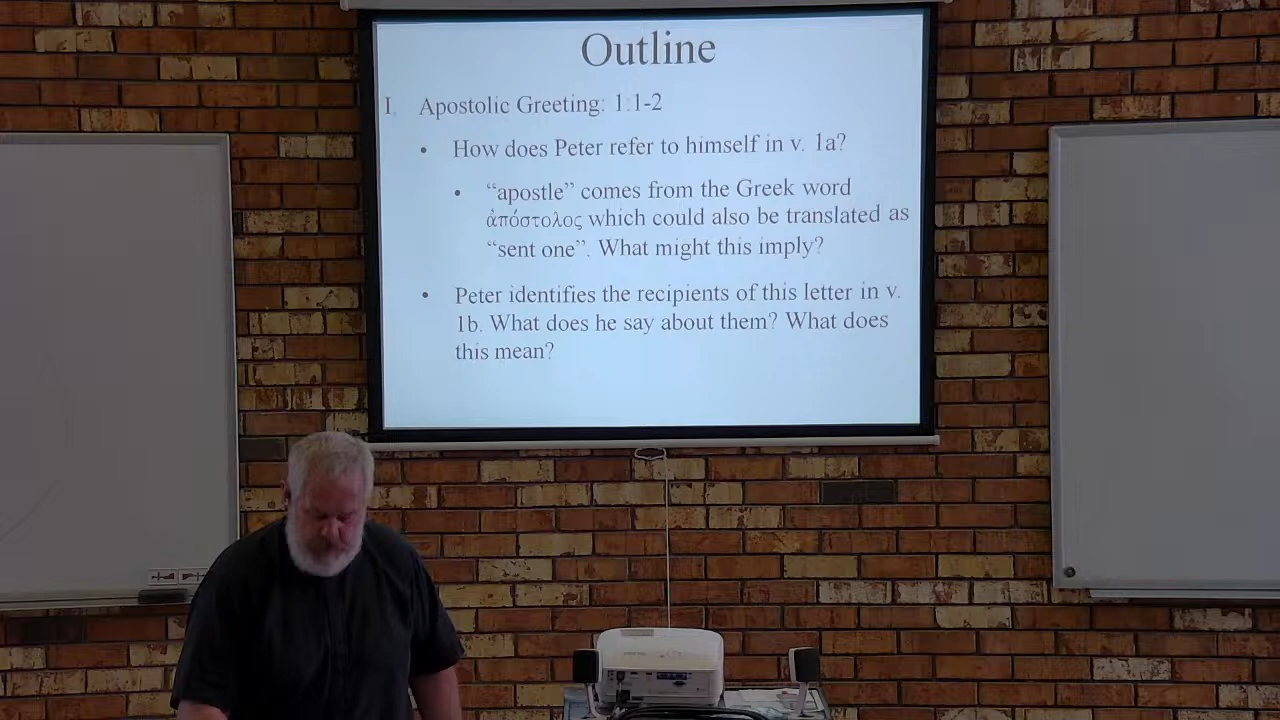 Outline
I. Apostolic Greeting: 1:1-2
• How does Peter refer to himself in v. 1a?
• “apostle” comes from the Greek word
ἀπόστολος which could also be translated as
“sent one”. What might this imply?
• Peter identifies the recipients of this letter in v.
1b. What does he say about them? What does
this mean?